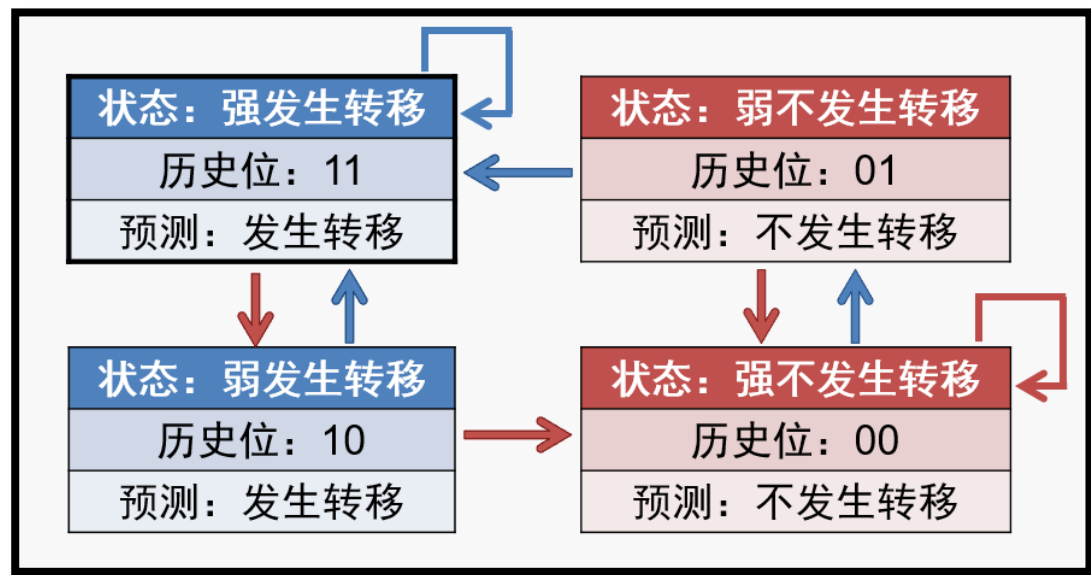 状态：强发生转移
历史位：11
预测：发生转移
状态：弱不发生转移
历史位：01
预测：不发生转移
状态：弱发生转移
历史位：10
预测：发生转移
状态：强不发生转移
历史位：00
预测：不发生转移